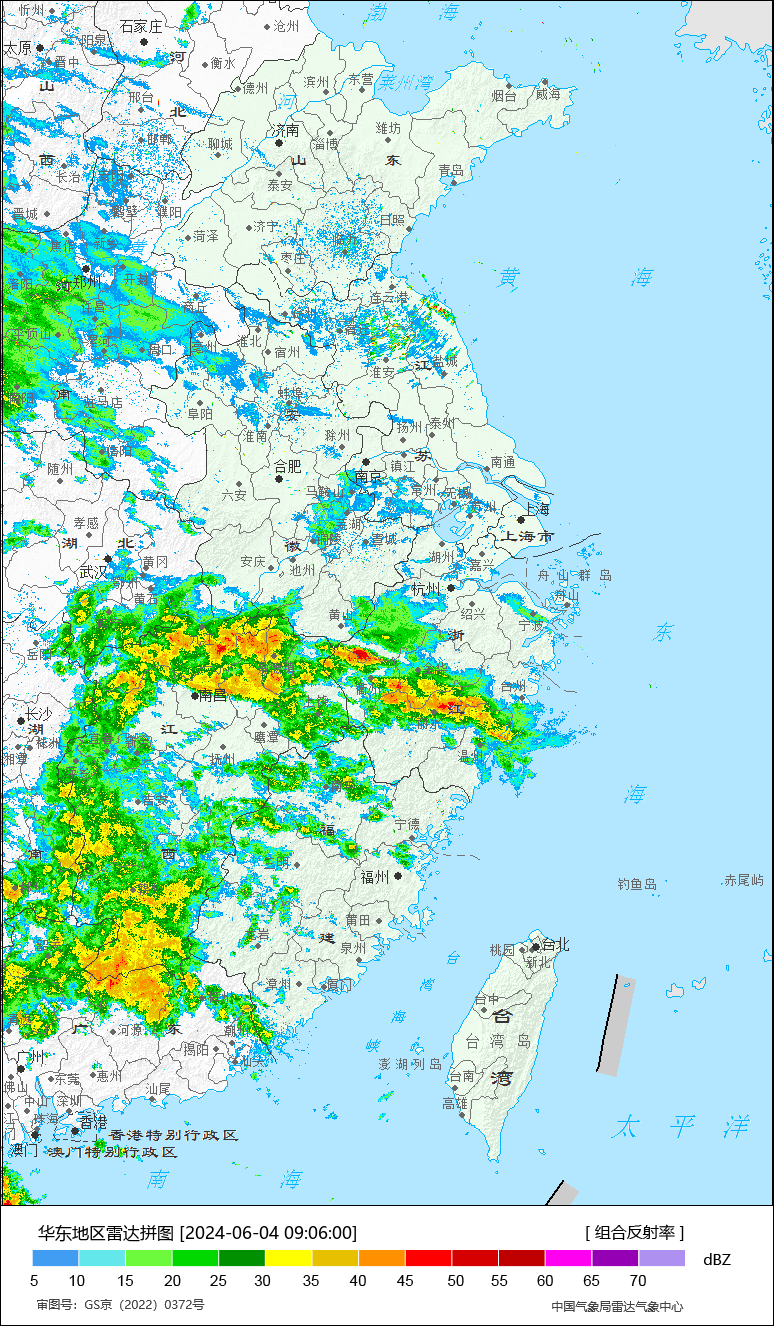 渤 海
忻州
石家庄
沧州
太原
阳泉
晋中
河
衡水
滨州
东营
莱州湾
德州
山
邢台
北
河
烟台
威海
邯郸
济南
淄博
潍坊
聊城
山 东
西
长治
泰安
青岛
晋城
鹤壁
濮阳
菏泽
济宁
日照
焦作
新乡
黄
枣庄
黄 海
郑州
开封
连云港
许昌
商丘
平顶山
周口
亳州
淮北
宿州
淮安
江
盐城
南
驻马店
阜阳
蚌埠
安
淮南
滁州
扬州
泰州
信阳
随州
合肥
南京
镇江
苏
南通
六安
马鞍山
常州
无锡
苏州
上海
孝感
芜湖
上海市
湖 北
铜陵
宣城
徽
武汉
黄冈
安庆
池州
湖州
嘉兴
舟山群岛
杭州
舟山
黄石
黄山
绍兴
宁波
浙
东
岳阳
台州
南昌
江
长沙
湖
株洲
湘潭
江
鹰潭
抚州
温州
吉安
海
福
宁德
南
西
三明
福州
钓鱼岛
赤尾屿
莆田
建
龙岩
泉州
台北
桃园
新北
台
漳州
厦门
湾
台中
海
台
广 东
河源
潮州
峡
台湾岛
揭阳
汕头
澎湖列岛
广州
湾
佛山
东莞
惠州
台南
汕尾
中山
深圳
高雄
江门
珠海
香港
香港特别行政区
太 平 洋
澳门
澳门特别行政区
南 海
华东地区雷达拼图 [2024-06-04 09:06:00]
[ 组合反射率 ]
dBZ
5 10 15 20 25 30 35 40 45 50 55 60 65 70
审图号：GS京（2022）0372号
中国气象局雷达气象中心